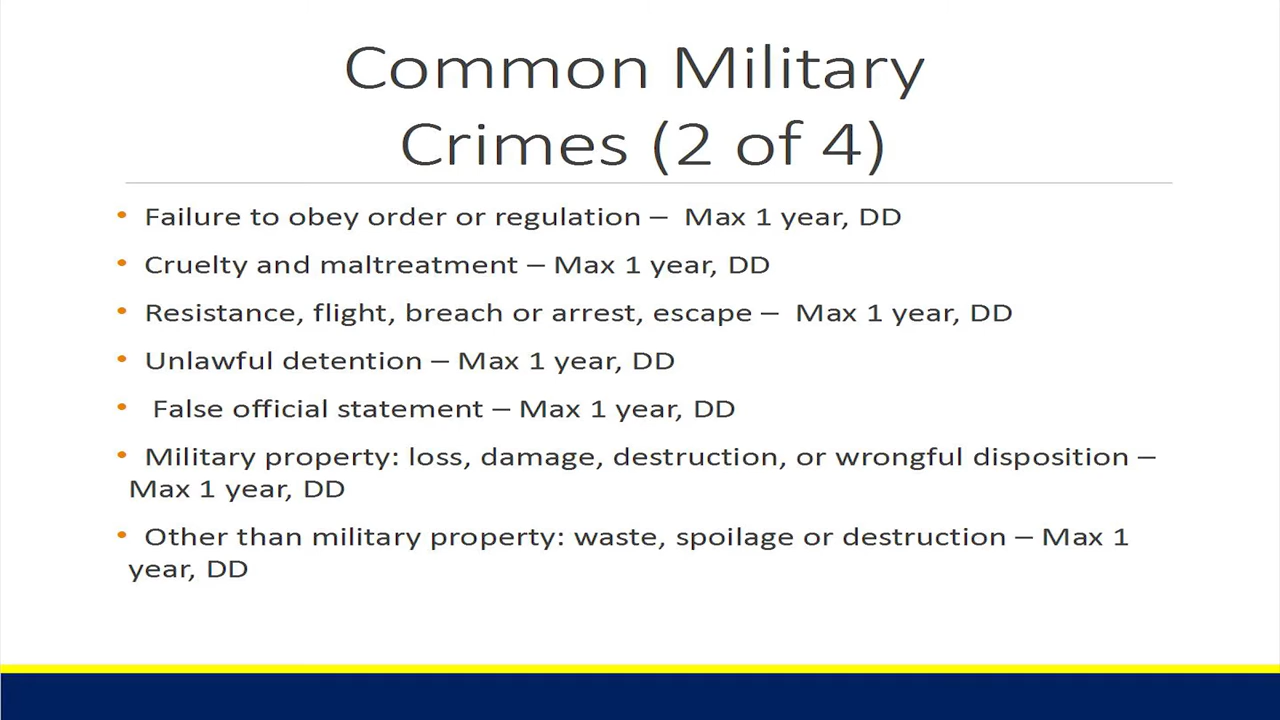 Common Military
Crimes (2 of 4)
• Failure to obey order or regulation – Max 1 year, DD
• Cruelty and maltreatment – Max 1 year, DD
• Resistance, flight, breach or arrest, escape – Max 1 year, DD
• Unlawful detention – Max 1 year, DD
• False official statement – Max 1 year, DD
• Military property: loss, damage, destruction, or wrongful disposition –
Max 1 year, DD
• Other than military property: waste, spoilage or destruction – Max 1
year, DD